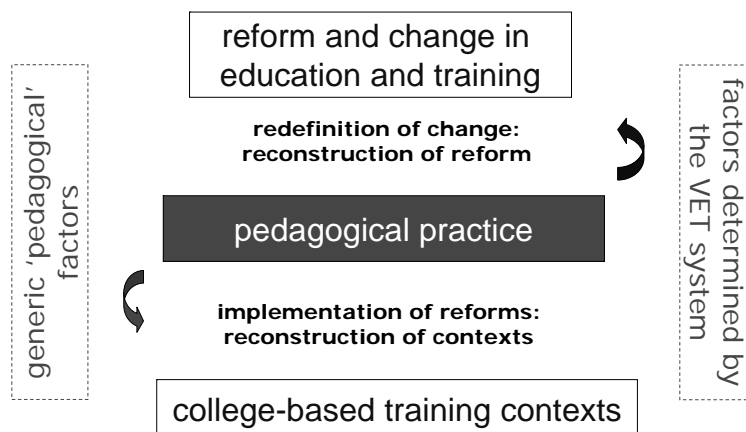 reform and change in
education and training
generic 'pedagogical'
factors
redefinition of change:
reconstruction of reform
factors determined by
the VET system
pedagogical practice
implementation of reforms:
reconstruction of contexts
college-based training contexts